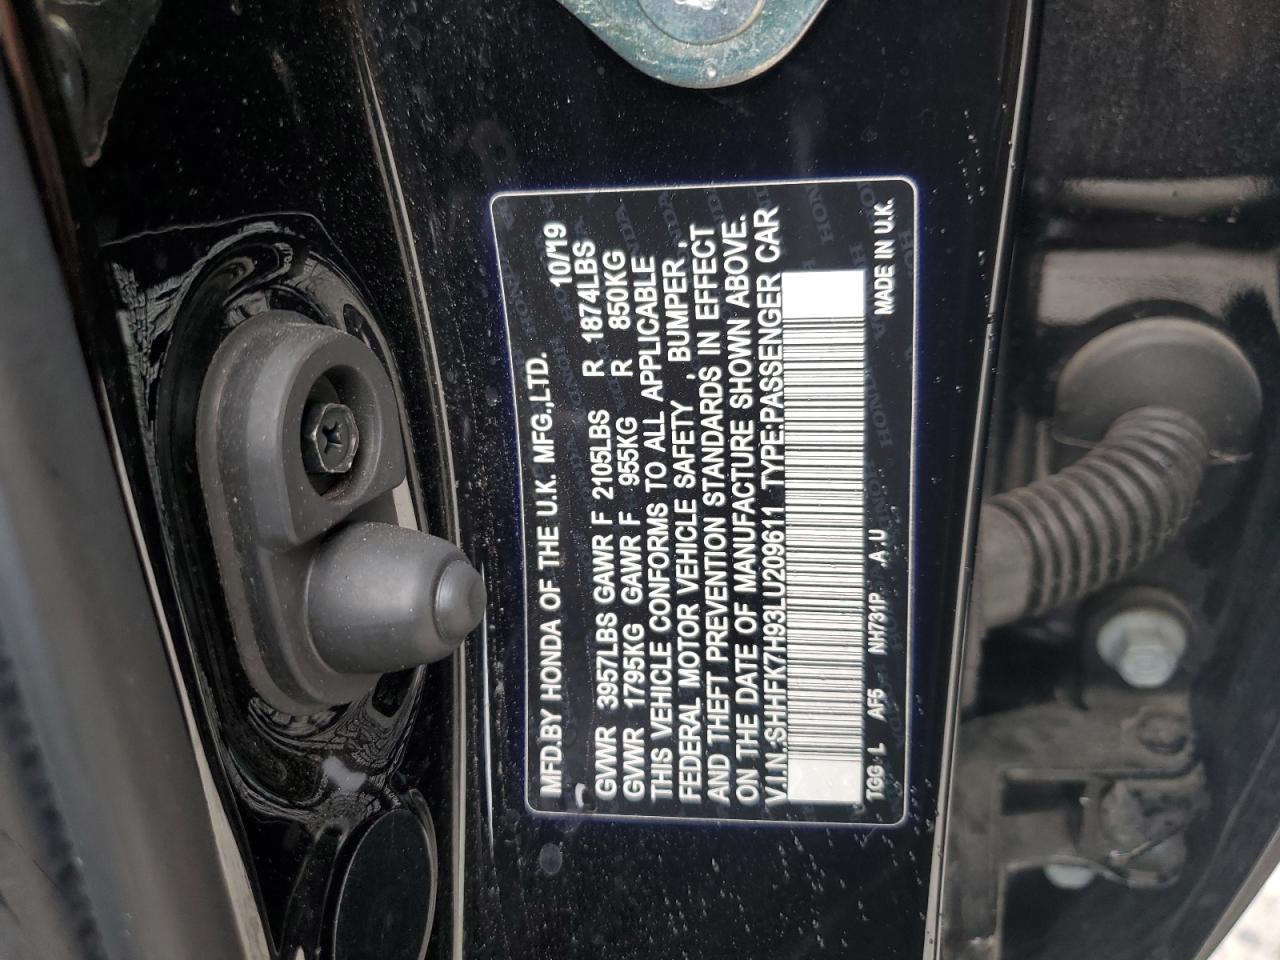 MFD.BY HONDA OF THE U.K. MFG.,LTD. 10/19
GVWR 3957LBS GAWR F 2105LBS R 1874LBS
GVWR 1795KG GAWR F 955KG R 850KG
THIS VEHICLE CONFORMS TO ALL APPLICABLE
FEDERAL MOTOR VEHICLE SAFETY , BUMPER ,
AND THEFT PREVENTION STANDARDS IN EFFECT
ON THE DATE OF MANUFACTURE SHOWN ABOVE.
V.I.N.:SHHFK7H93LU209611 TYPE:PASSENGER CAR
TGG - L AF5 - NH731P A - U MADE IN U.K.